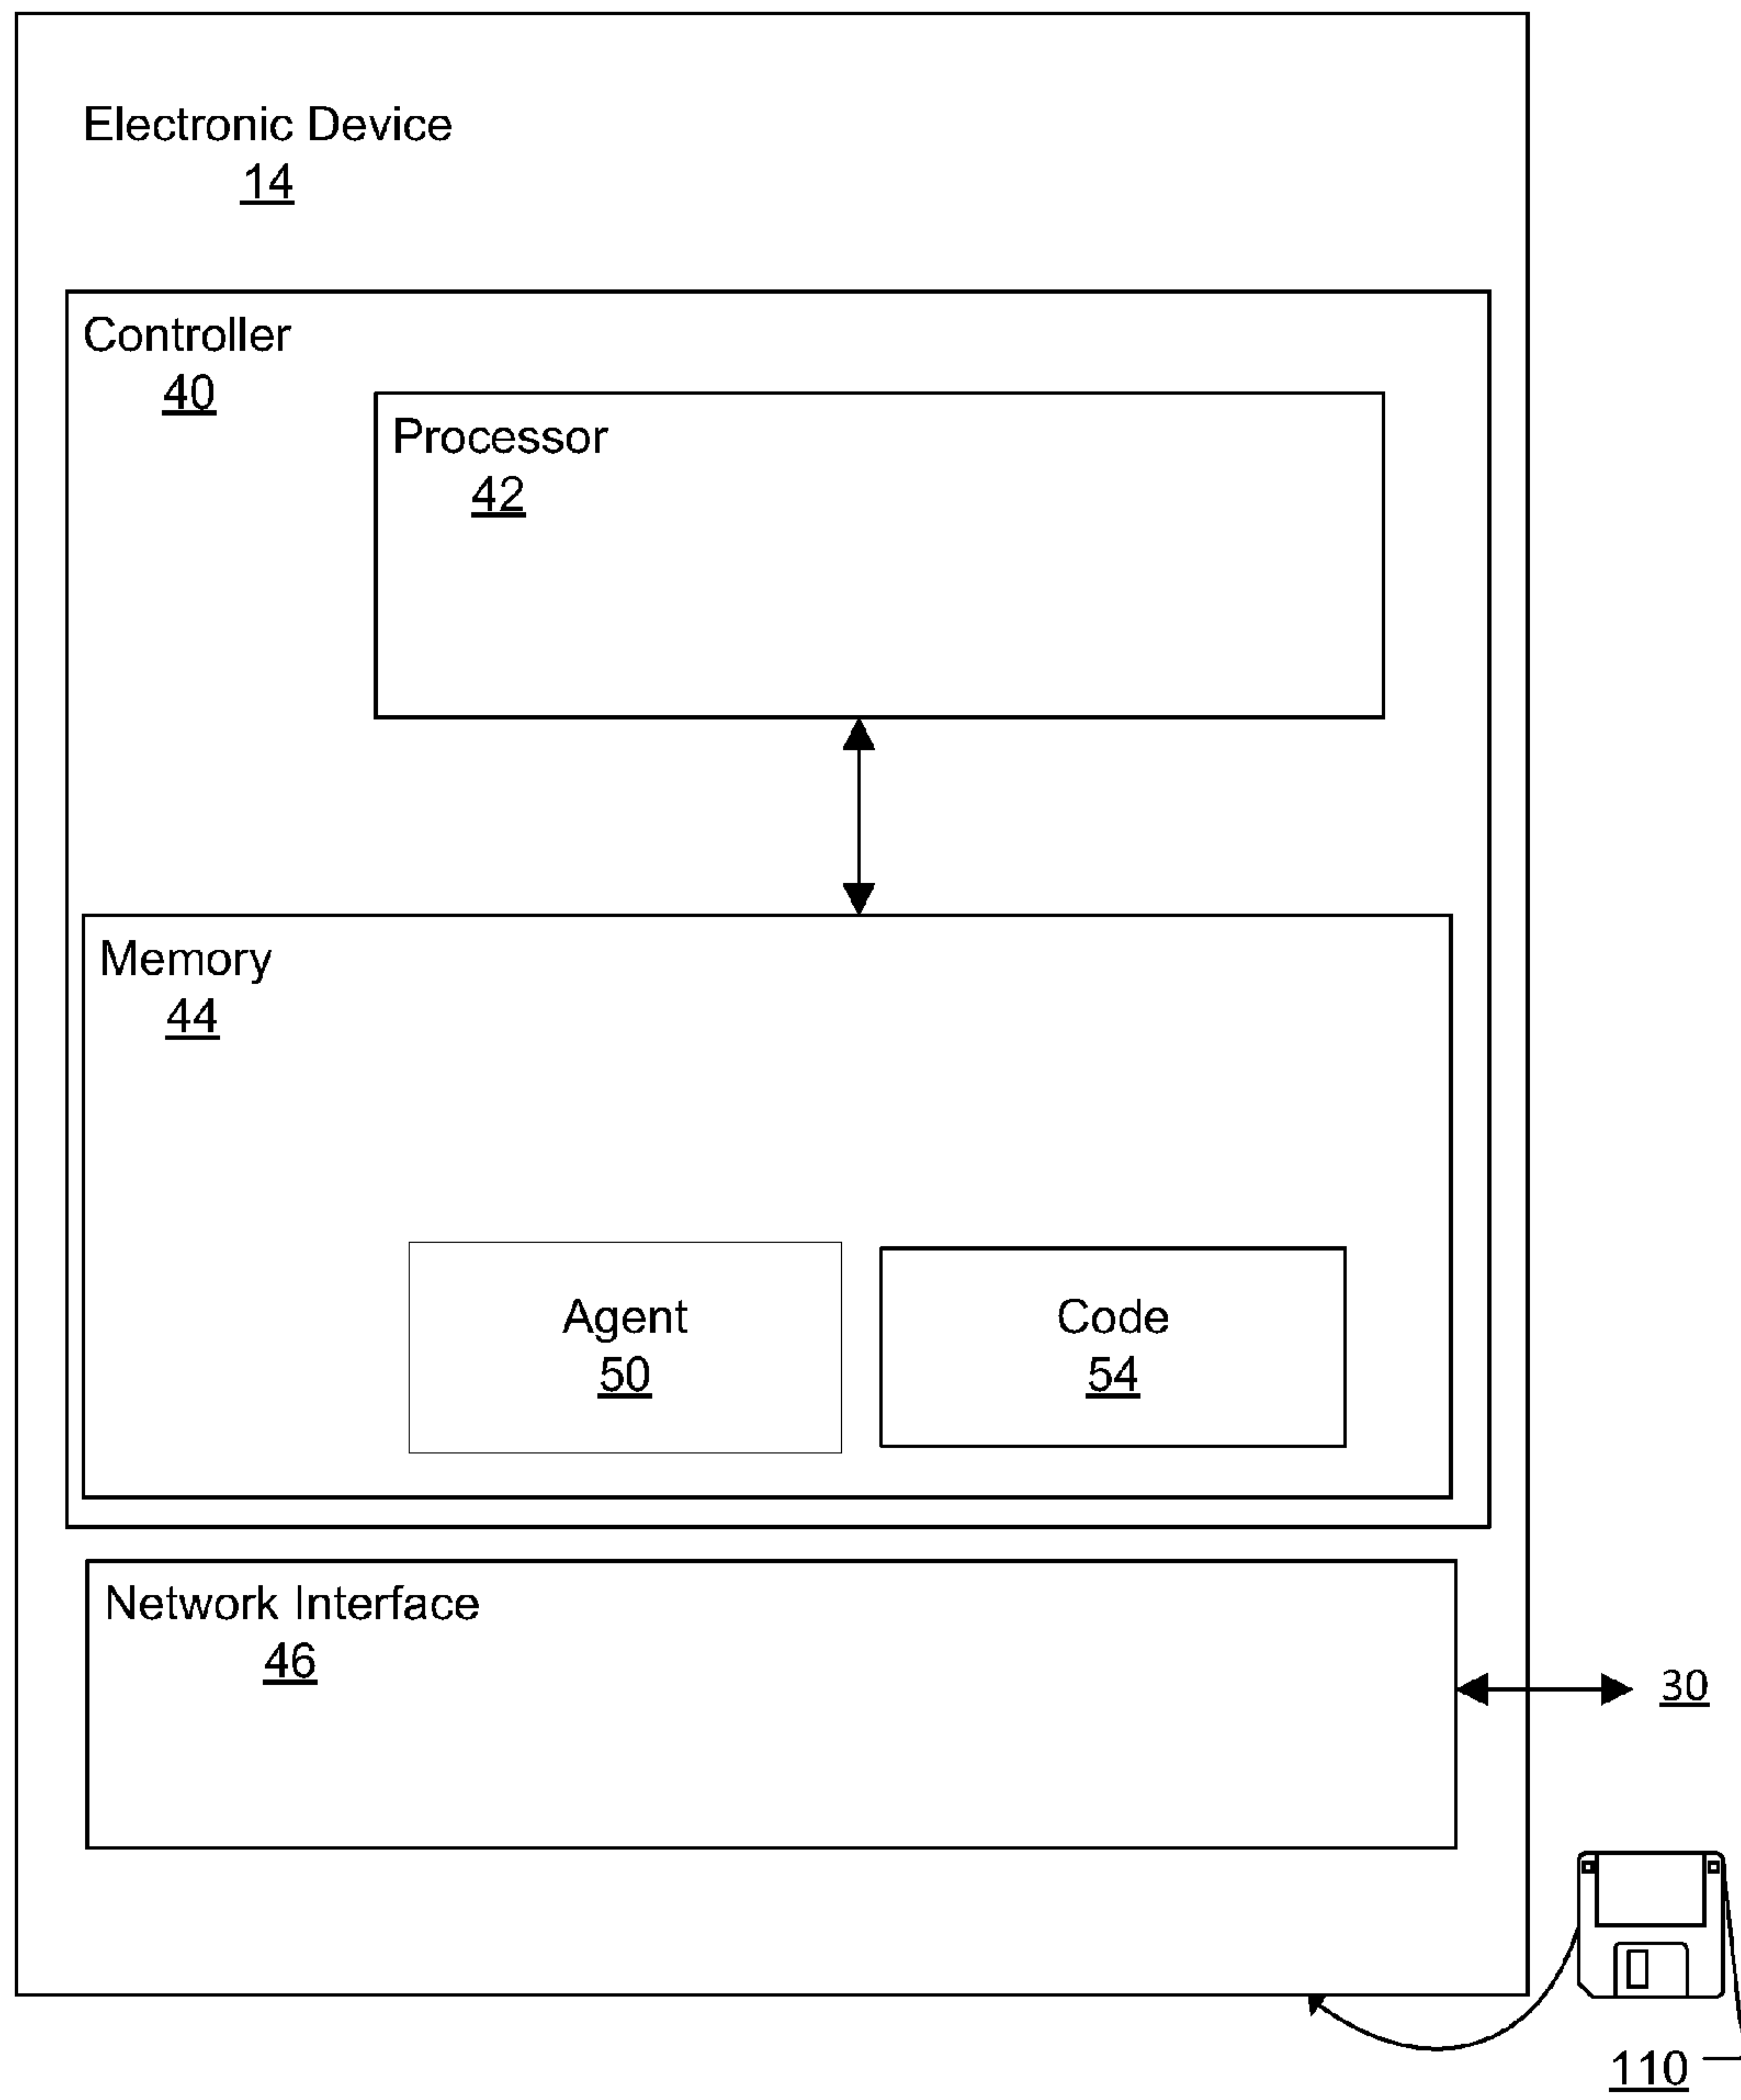 Electronic Device
14
Controller
40
Processor
42
Memory
44
Agent
50
Code
54
Network Interface
46
30
110